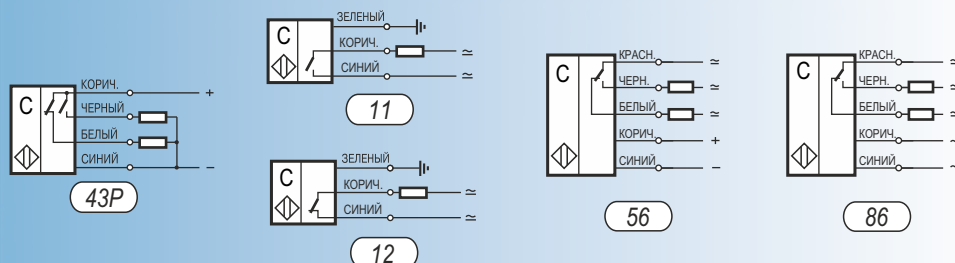 C
КОРИЧ.
+
ЧЕРНЫЙ
БЕЛЫЙ
СИНИЙ
−
43P
C
ЗЕЛЕНЫЙ
КОРИЧ.
≃
СИНИЙ
≃
11
C
ЗЕЛЕНЫЙ
КОРИЧ.
≃
СИНИЙ
≃
12
C
КРАСН.
≃
ЧЕРН.
≃
БЕЛЫЙ
≃
КОРИЧ.
+
СИНИЙ
−
56
C
КРАСН.
ЧЕРН.
БЕЛЫЙ
КОРИЧ.
СИНИЙ
86